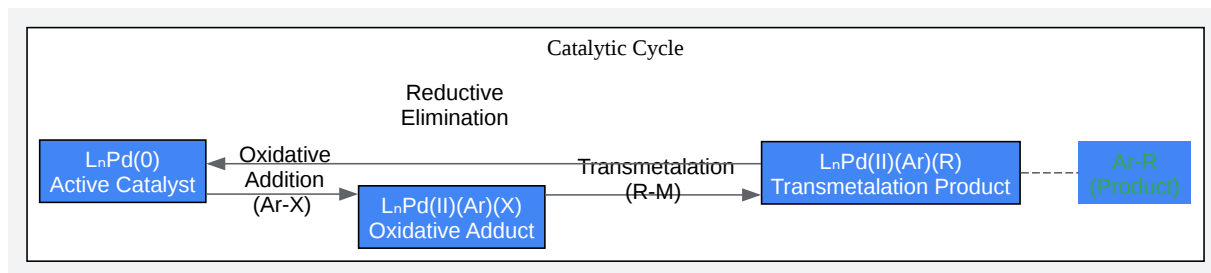 Catalytic Cycle
Reductive
Elimination
LₙPd(0)
Active Catalyst
Oxidative
Addition
(Ar-X)
LₙPd(II)(Ar)(X)
Oxidative Adduct
Transmetalation
(R-M)
LₙPd(II)(Ar)(R)
Transmetalation Product
Ar-R
(Product)